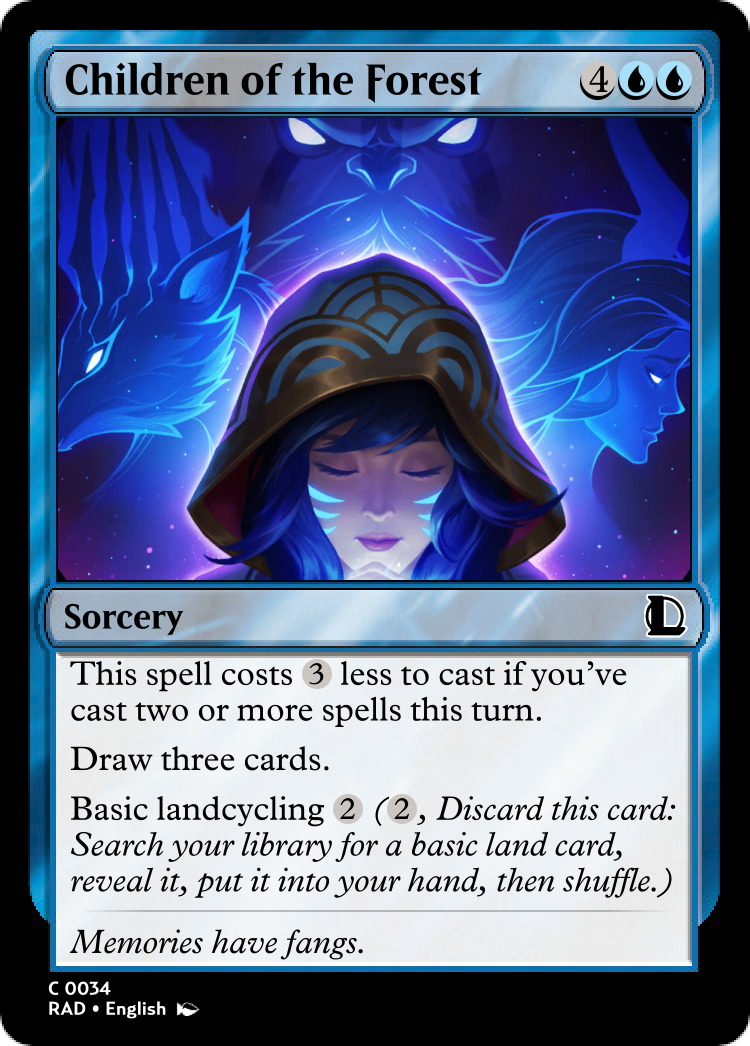 Children of the Forest 4
Sorcery
This spell costs 3 less to cast if you've
cast two or more spells this turn.
Draw three cards.
Basic landcycling 2 (2, Discard this card:
Search your library for a basic land card,
reveal it, put it into your hand, then shuffle.)
Memories have fangs.
C 0034
RAD • English